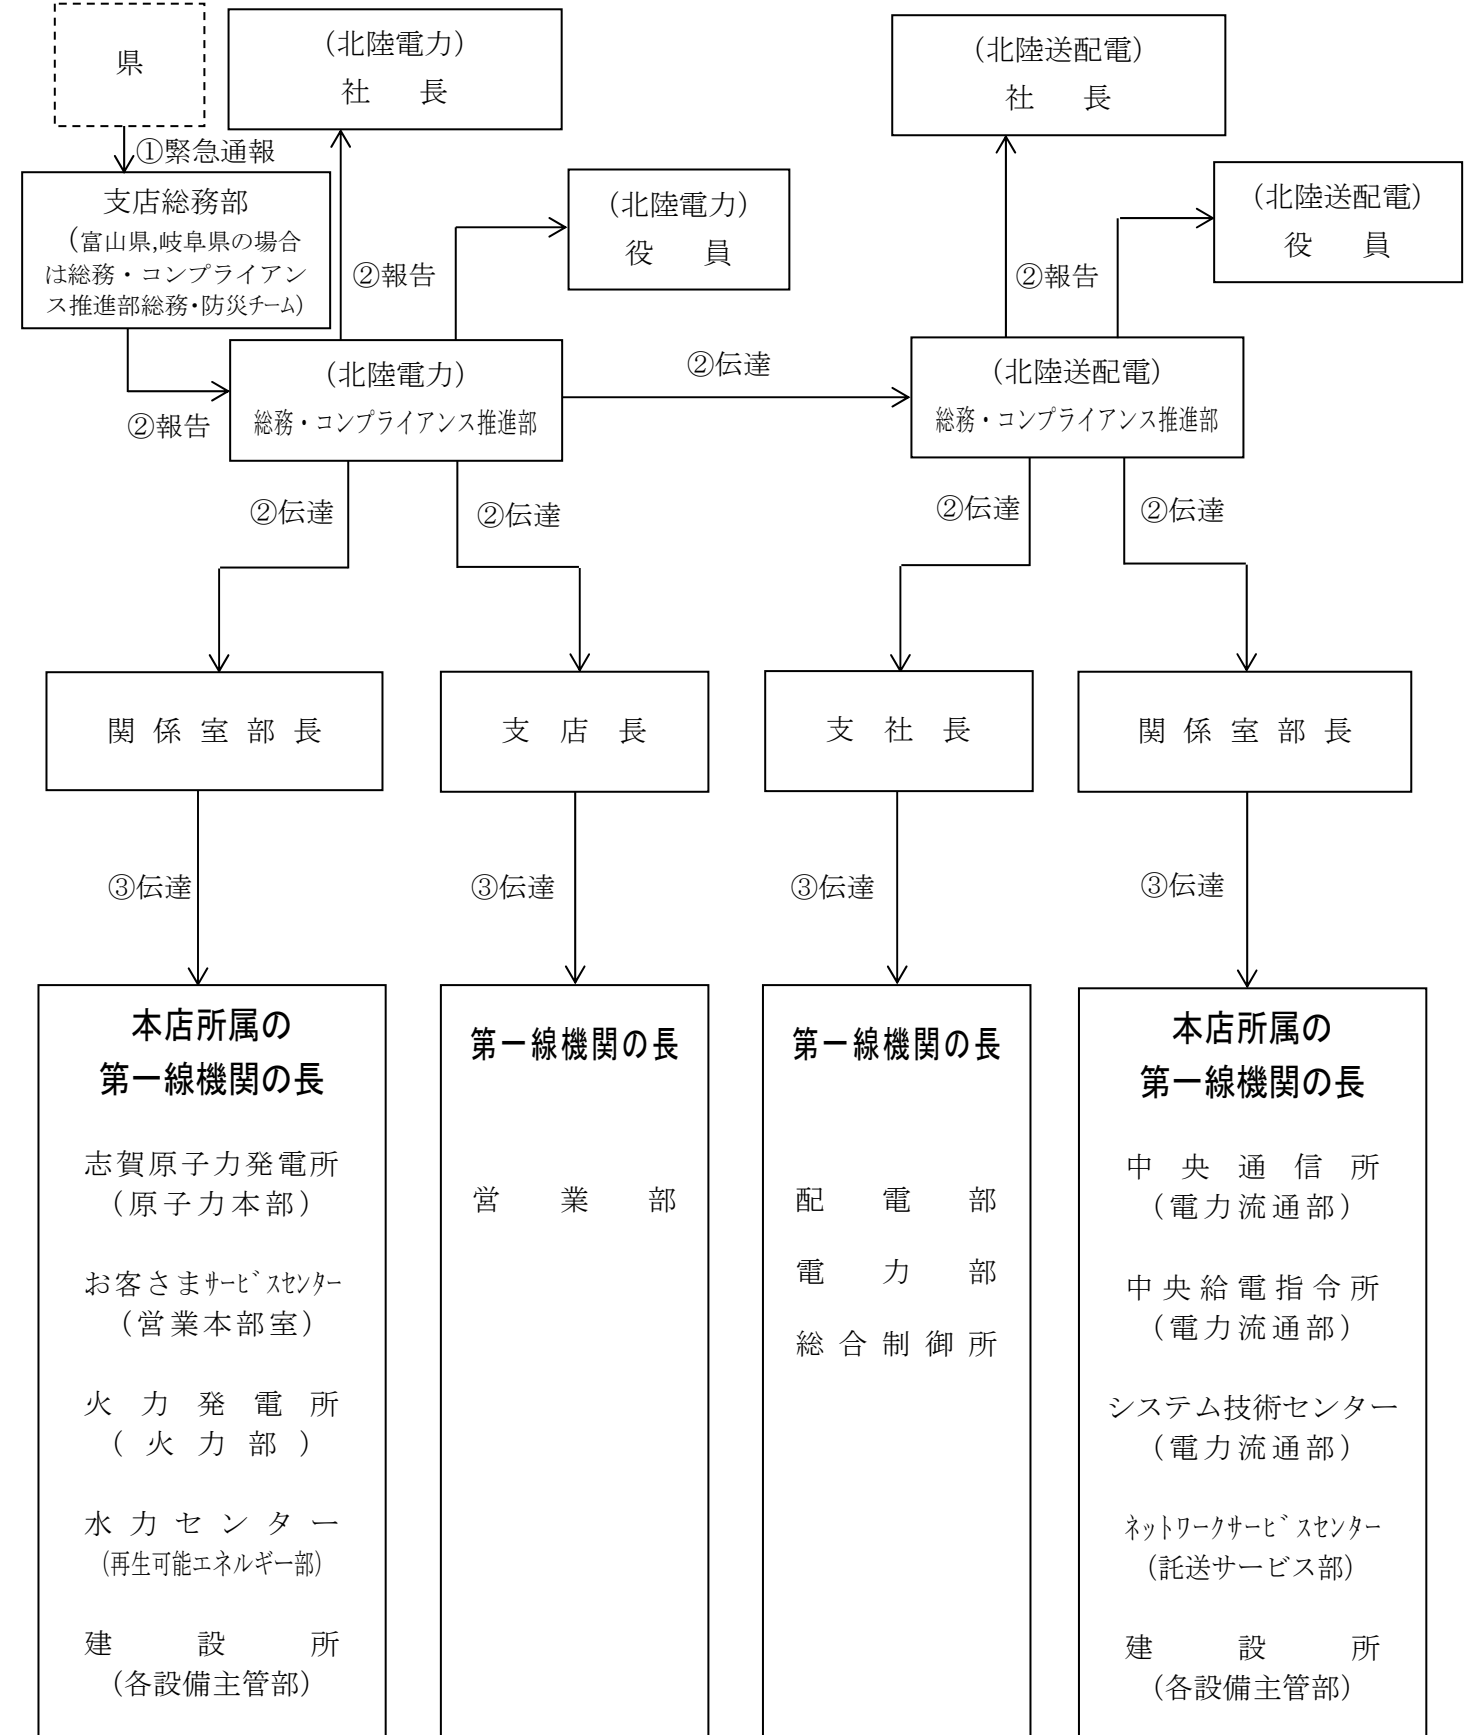 県
(北陸電力)
社　長
(北陸送配電)
社　長
①緊急通報
支店総務部
(富山県,岐阜県の場合
は総務・コンプライアン
ス推進部総務・防災チーム)
(北陸電力)
役　員
(北陸送配電)
役　員
②報告
②報告
(北陸電力)
総務・コンプライアンス推進部
②伝達
(北陸送配電)
総務・コンプライアンス推進部
②報告
②伝達
②伝達
②伝達
②伝達
関係室部長
支店長
支社長
関係室部長
③伝達
③伝達
③伝達
③伝達
本店所属の
第一線機関の長
志賀原子力発電所
(原子力本部)
お客さまサービスセンター
(営業本部室)
火力発電所
(火力部)
水力センター
(再生可能エネルギー部)
建設所
(各設備主管部)
第一線機関の長
営業部
第一線機関の長
配電部
電力部
総合制御所
本店所属の
第一線機関の長
中央通信所
(電力流通部)
中央給電指令所
(電力流通部)
システム技術センター
(電力流通部)
ネットワークサービスセンター
(託送サービス部)
建設所
(各設備主管部)